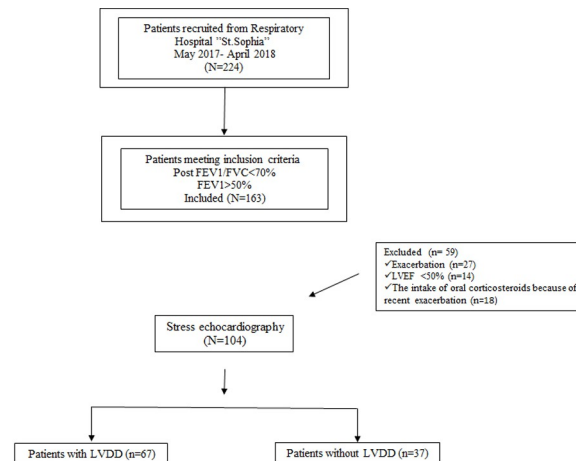 Patients recruited from Respiratory
Hospital "St.Sophia"
May 2017- April 2018
(N=224)
Patients meeting inclusion criteria
Post FEV1/FVC<70%
FEV1>50%
Included (N=163)
Excluded (n= 59)
✓Exacerbation (n=27)
✓LVEF <50% (n=14)
✓The intake of oral corticosteroids because of
recent exacerbation (n=18)
Stress echocardiography
(N=104)
Patients with LVDD (n=67)
Patients without LVDD (n=37)